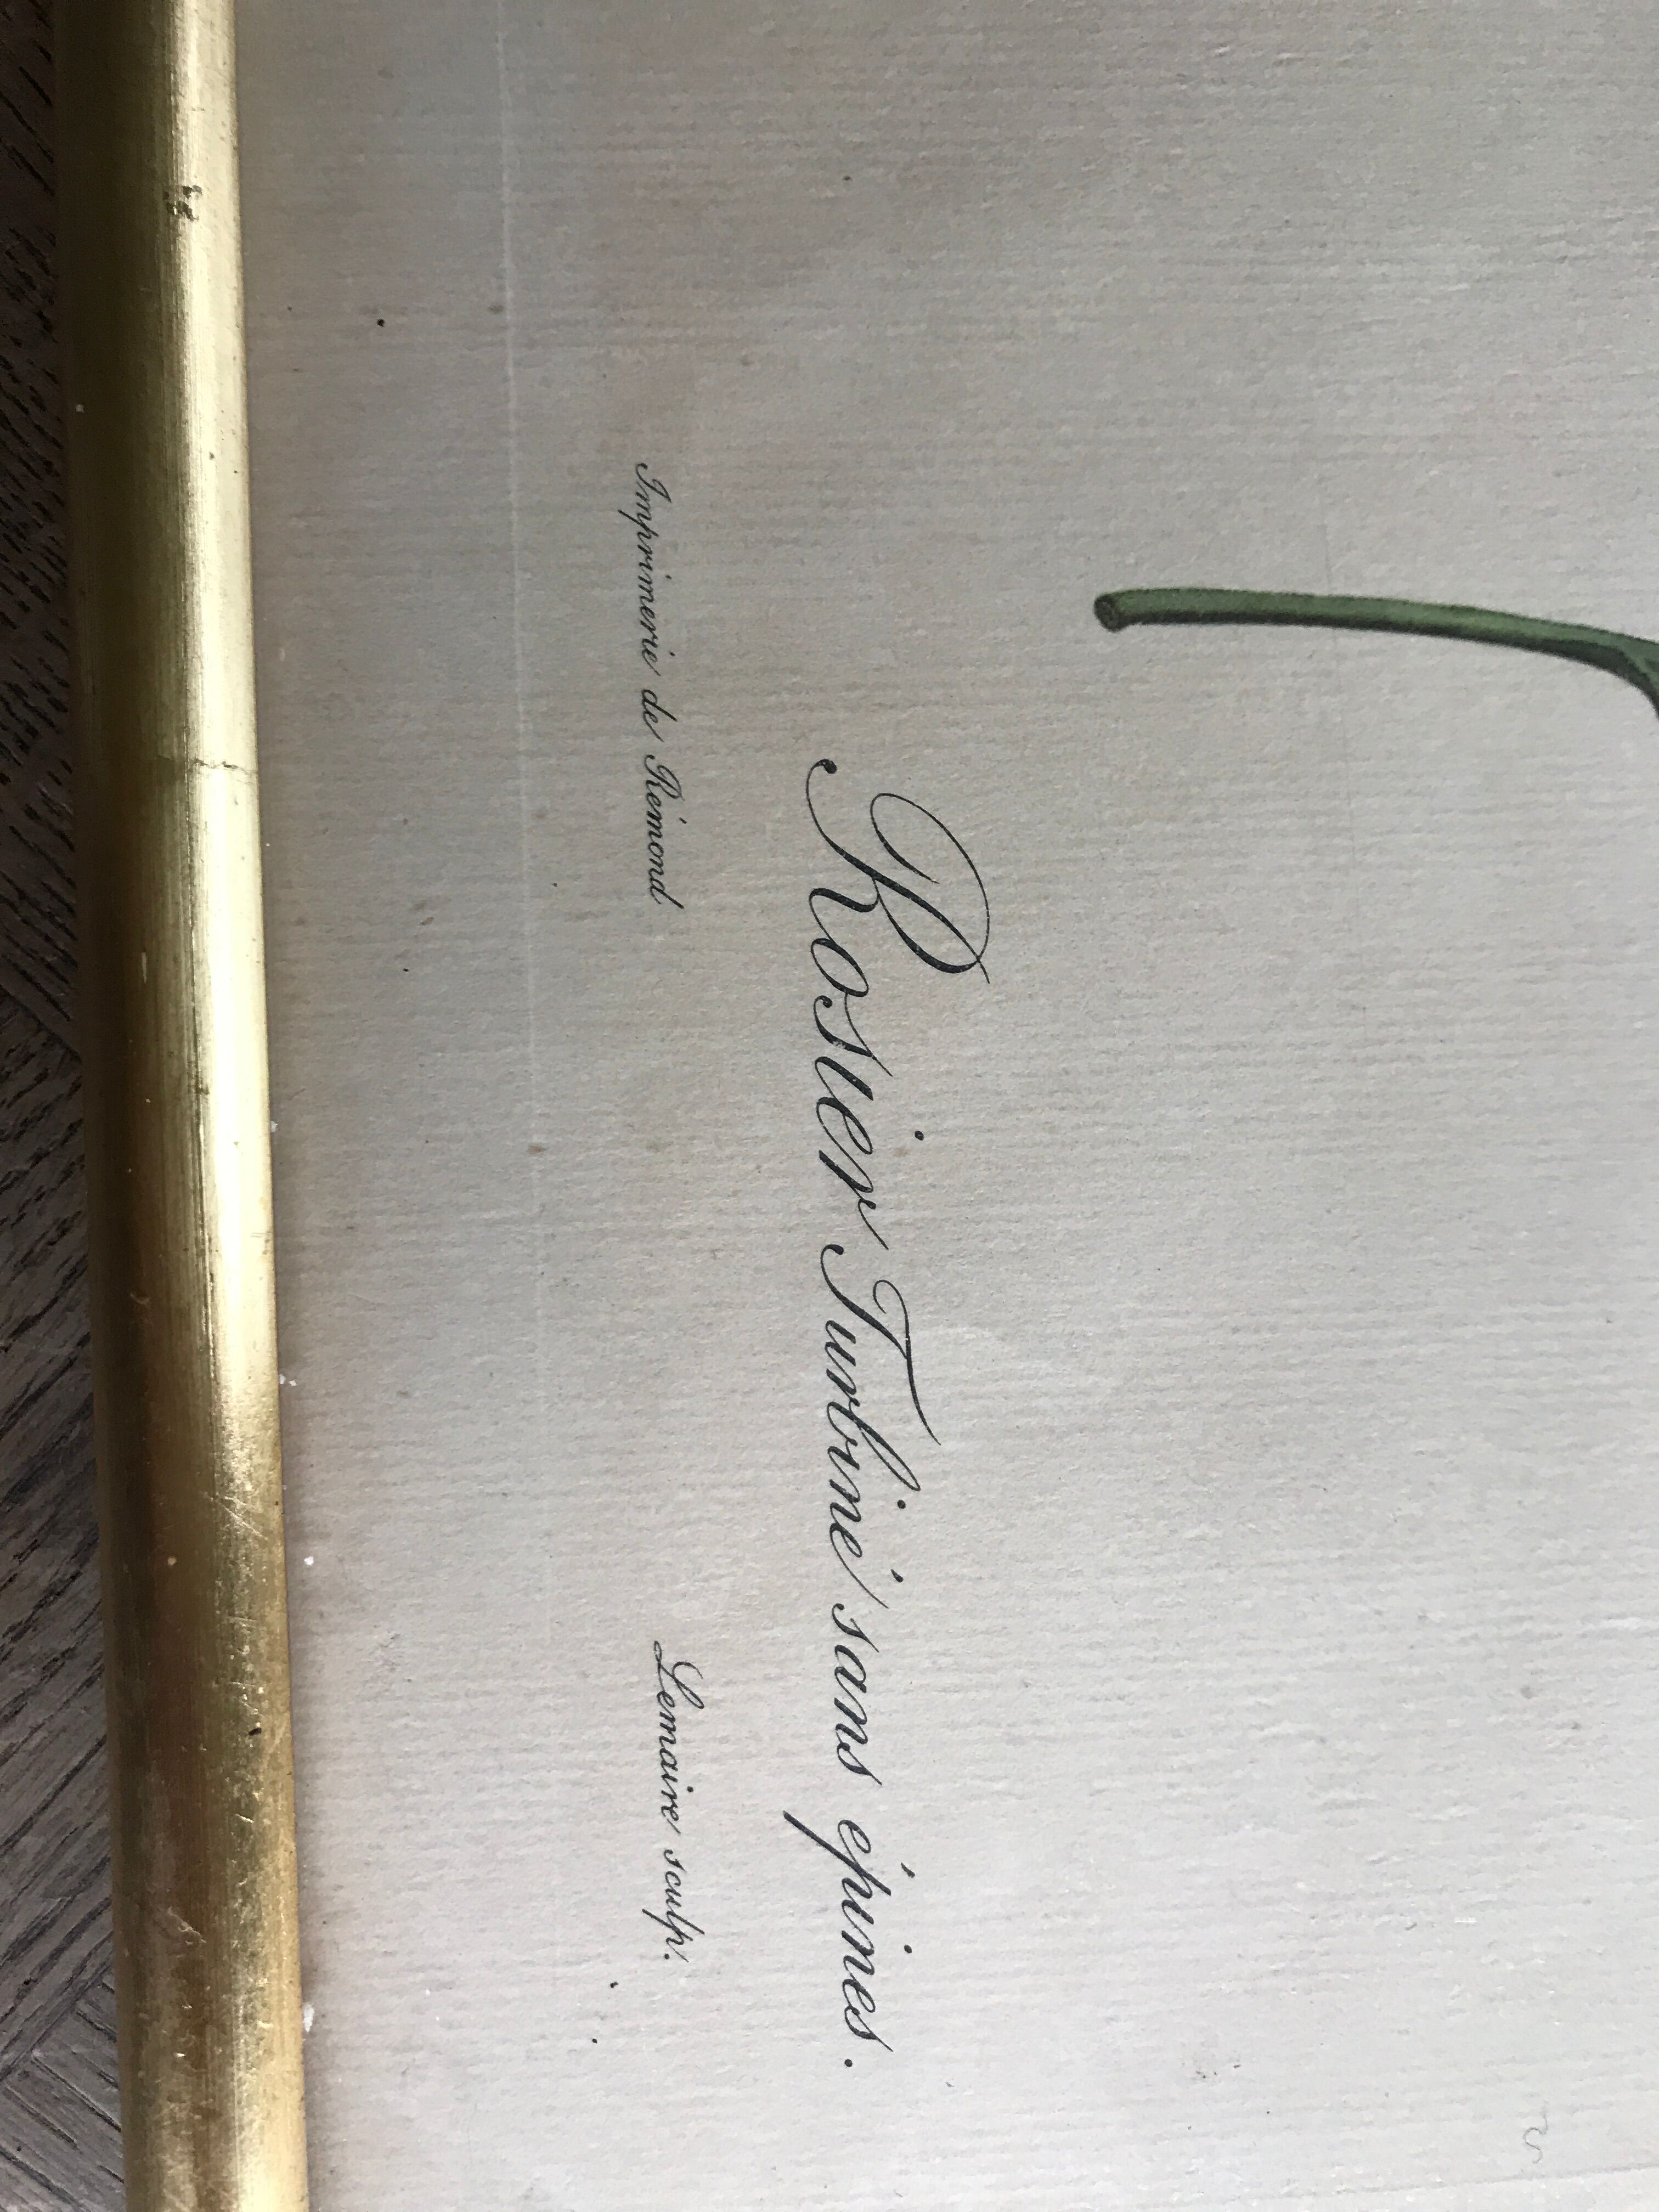 Rosier Turbiné sans épines.
Imprimerie de Rémond
Lemaire sculp.